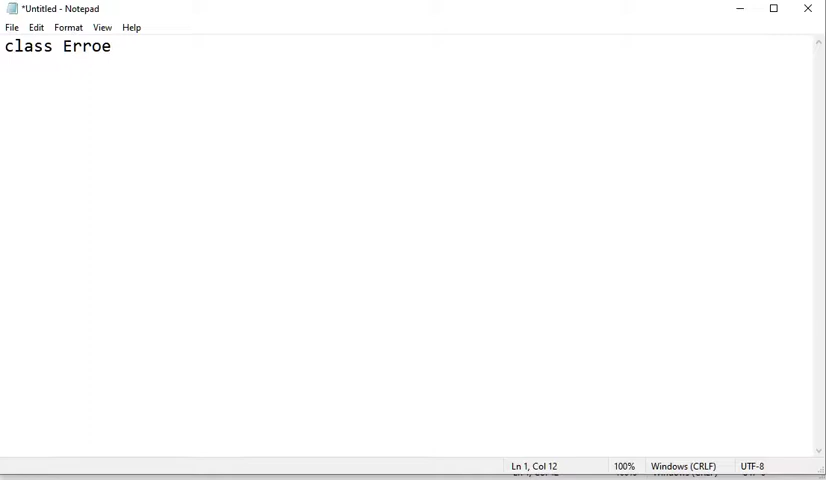 *Untitled - Notepad
File Edit Format View Help
class Erroe
Ln 1, Col 12 100% Windows (CRLF) UTF-8